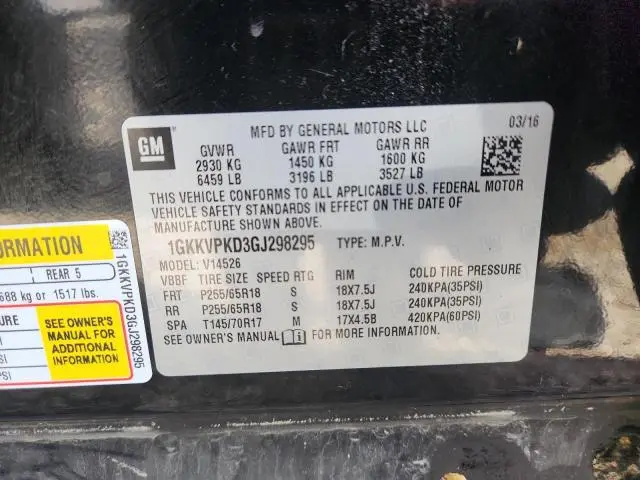 GM
MFD BY GENERAL MOTORS LLC
03/16
GVWR GAWR FRT GAWR RR
2930 KG 1450 KG 1600 KG
6459 LB 3196 LB 3527 LB
THIS VEHICLE CONFORMS TO ALL APPLICABLE U.S. FEDERAL MOTOR
VEHICLE SAFETY STANDARDS IN EFFECT ON THE DATE OF
MANUFACTURE SHOWN ABOVE.
1GKKVPKD3GJ298295 TYPE: M.P.V.
MODEL: V14526
VBBF TIRE SIZE SPEED RTG RIM COLD TIRE PRESSURE
FRT P255/65R18 S 18X7.5J 240KPA(35PSI)
RR P255/65R18 S 18X7.5J 240KPA(35PSI)
SPA T145/70R17 M 17X4.5B 420KPA(60PSI)
SEE OWNER'S MANUAL FOR MORE INFORMATION.
REAR 5
688 kg or 1517 lbs.
SEE OWNER'S
MANUAL FOR
ADDITIONAL
INFORMATION
1GKKVPKD3GJ298295